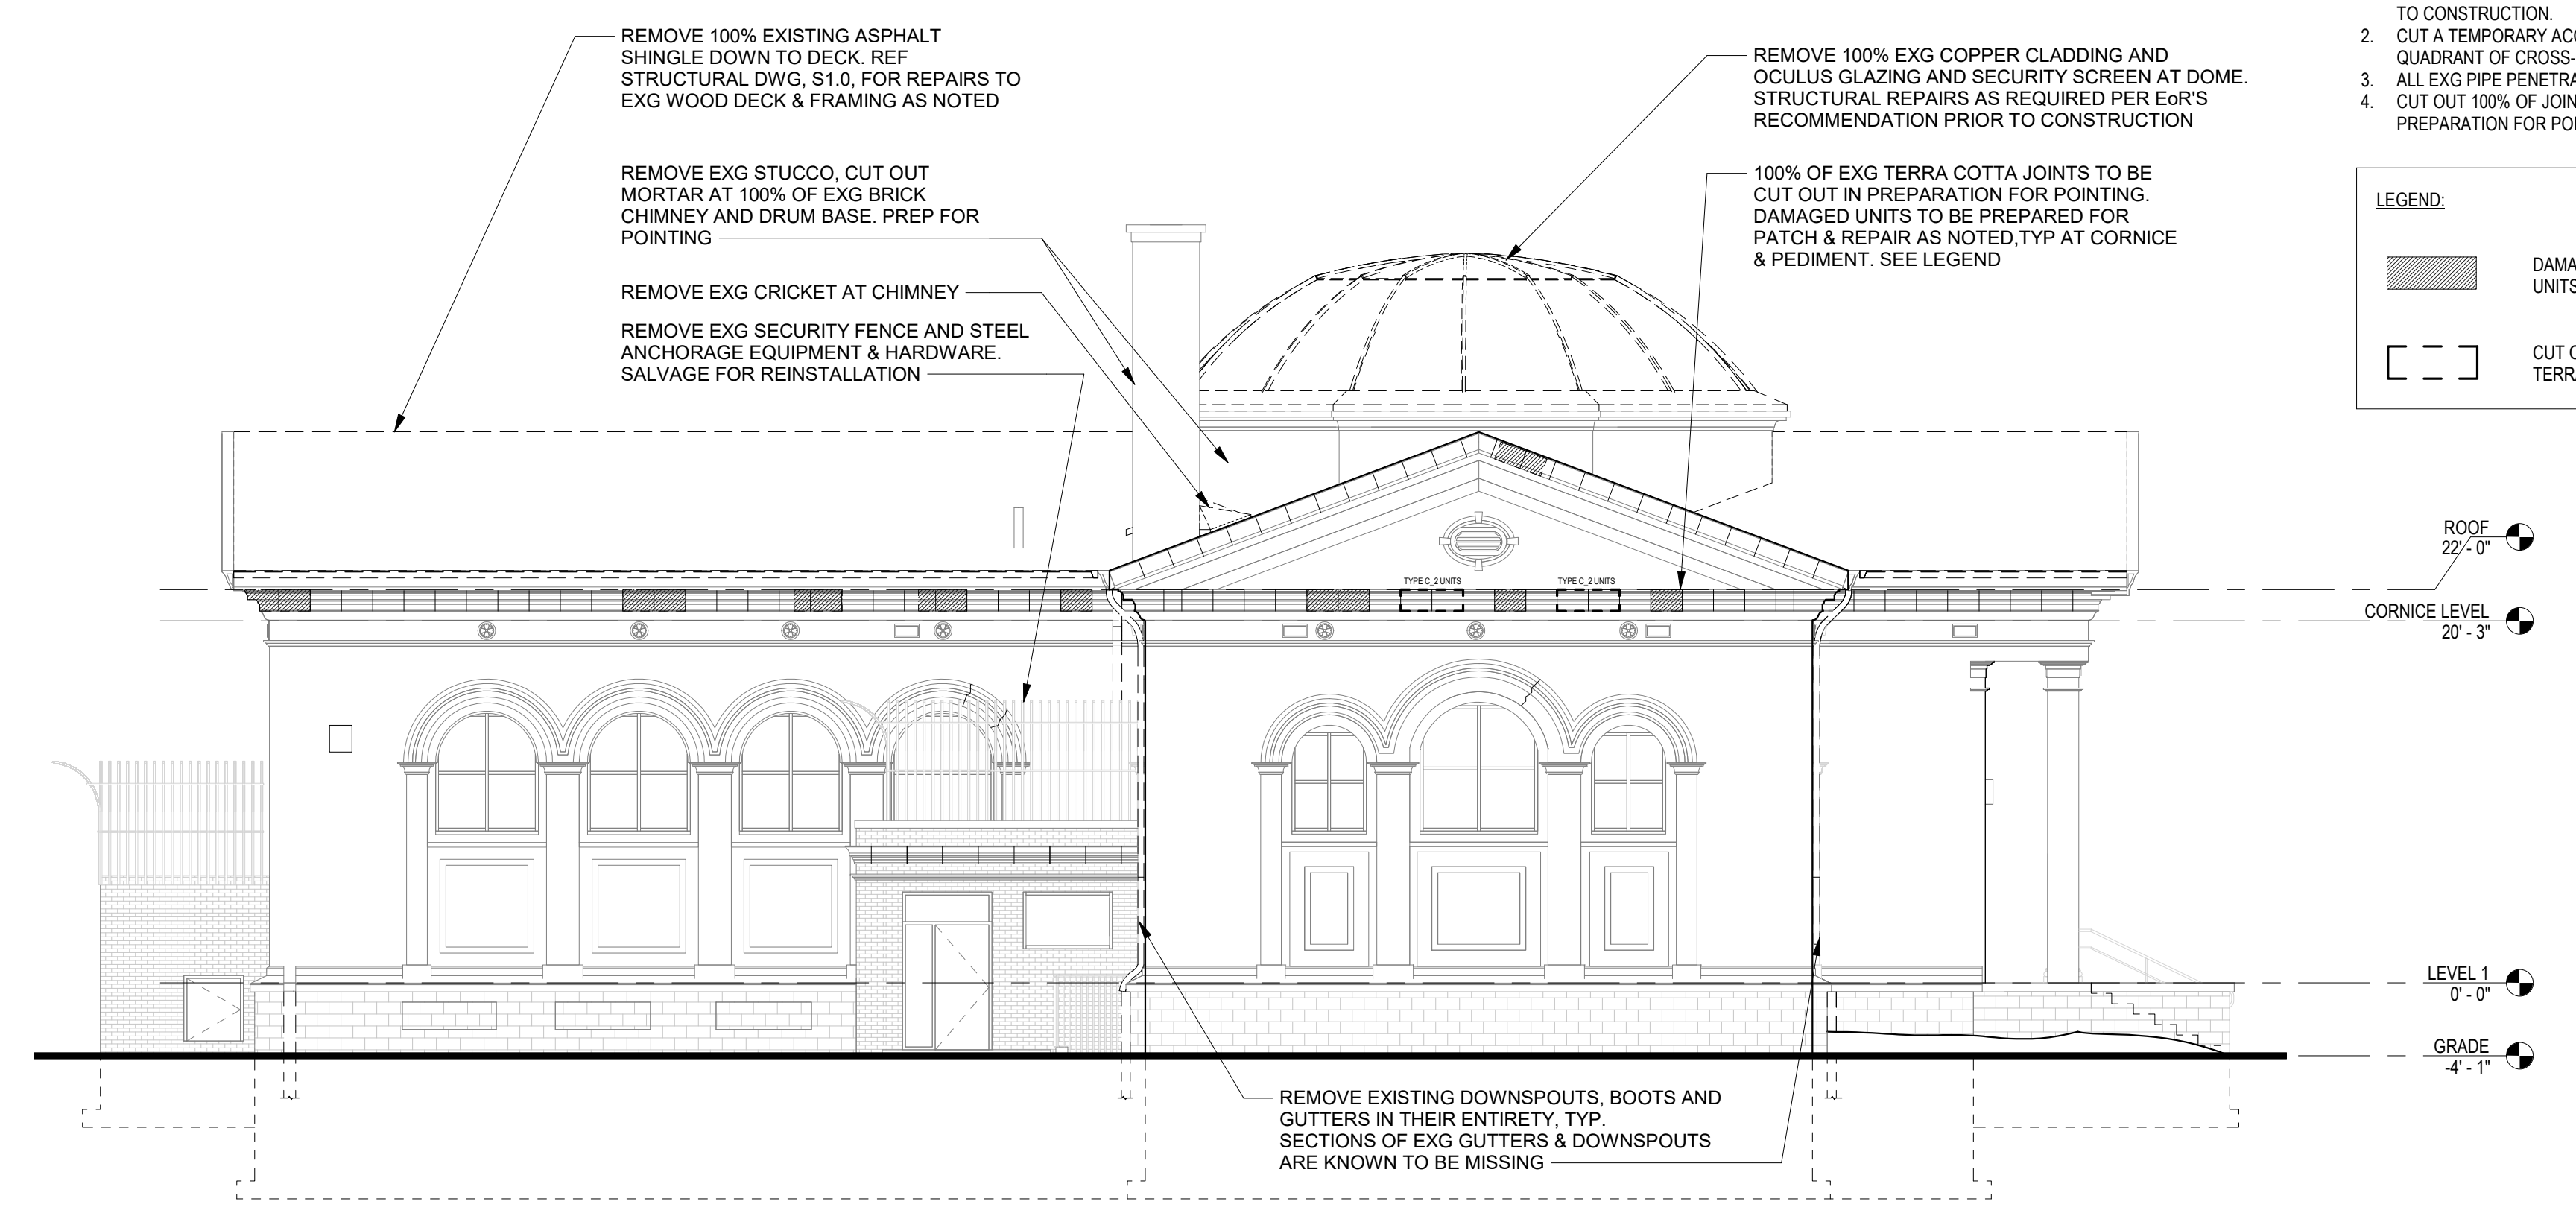 REMOVE 100% EXISTING ASPHALT
SHINGLE DOWN TO DECK. REF
STRUCTURAL DWG, S1.0, FOR REPAIRS TO
EXG WOOD DECK & FRAMING AS NOTED
REMOVE EXG STUCCO, CUT OUT
MORTAR AT 100% OF EXG BRICK
CHIMNEY AND DRUM BASE. PREP FOR
POINTING
REMOVE EXG CRICKET AT CHIMNEY
REMOVE EXG SECURITY FENCE AND STEEL
ANCHORAGE EQUIPMENT & HARDWARE.
SALVAGE FOR REINSTALLATION
REMOVE 100% EXG COPPER CLADDING AND
OCULUS GLAZING AND SECURITY SCREEN AT DOME.
STRUCTURAL REPAIRS AS REQUIRED PER EoR'S
RECOMMENDATION PRIOR TO CONSTRUCTION
100% OF EXG TERRA COTTA JOINTS TO BE
CUT OUT IN PREPARATION FOR POINTING.
DAMAGED UNITS TO BE PREPARED FOR
PATCH & REPAIR AS NOTED,TYP AT CORNICE
& PEDIMENT. SEE LEGEND
TO CONSTRUCTION.
2. CUT A TEMPORARY
QUADRANT OF CROSS-
3. ALL EXG PIPE
4. CUT OUT 100% OF
PREPARATION FOR
LEGEND:
UNITS
CUT
TYPE C_2 UNITS
TYPE C_2 UNITS
ROOF
22' - 0"
CORNICE LEVEL
20' - 3"
LEVEL 1
0' - 0"
GRADE
-4' - 1"
REMOVE EXISTING DOWNSPOUTS, BOOTS AND
GUTTERS IN THEIR ENTIRETY, TYP.
SECTIONS OF EXG GUTTERS & DOWNSPOUTS
ARE KNOWN TO BE MISSING